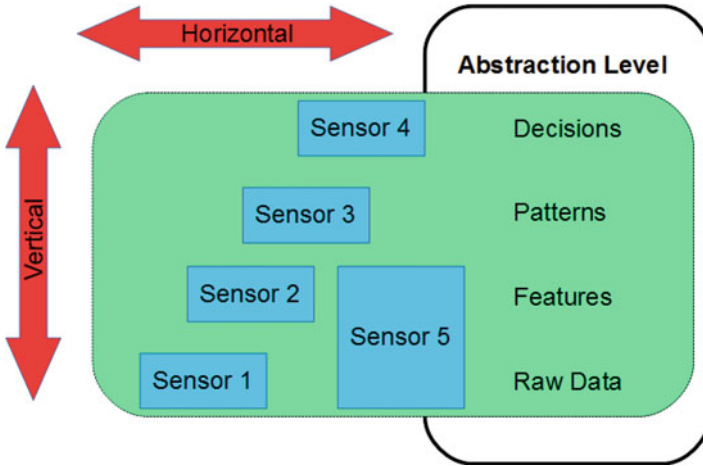 Horizontal
Abstraction Level
Vertical
Sensor 4
Decisions
Sensor 3
Patterns
Sensor 2
Features
Sensor 5
Sensor 1
Raw Data